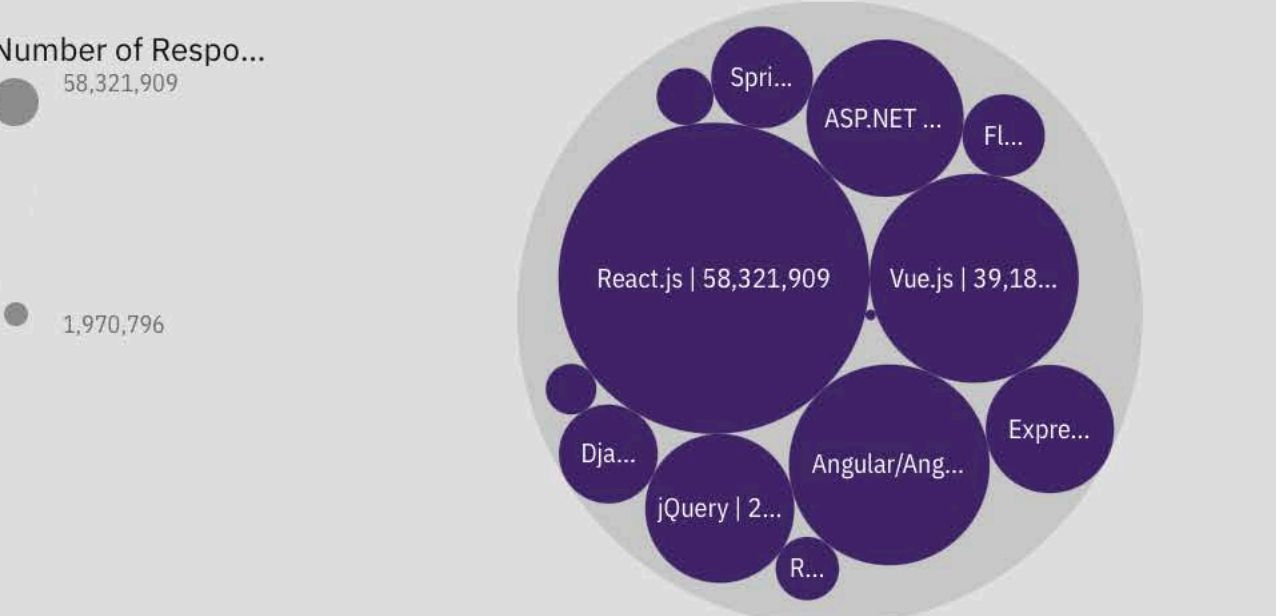 Number of Respo...
58,321,909
1,970,796
Spri...
ASP.NET ...
Fl...
React.js | 58,321,909
Vue.js | 39,18...
Expre...
Angular/Ang...
Dja...
jQuery | 2...
R...